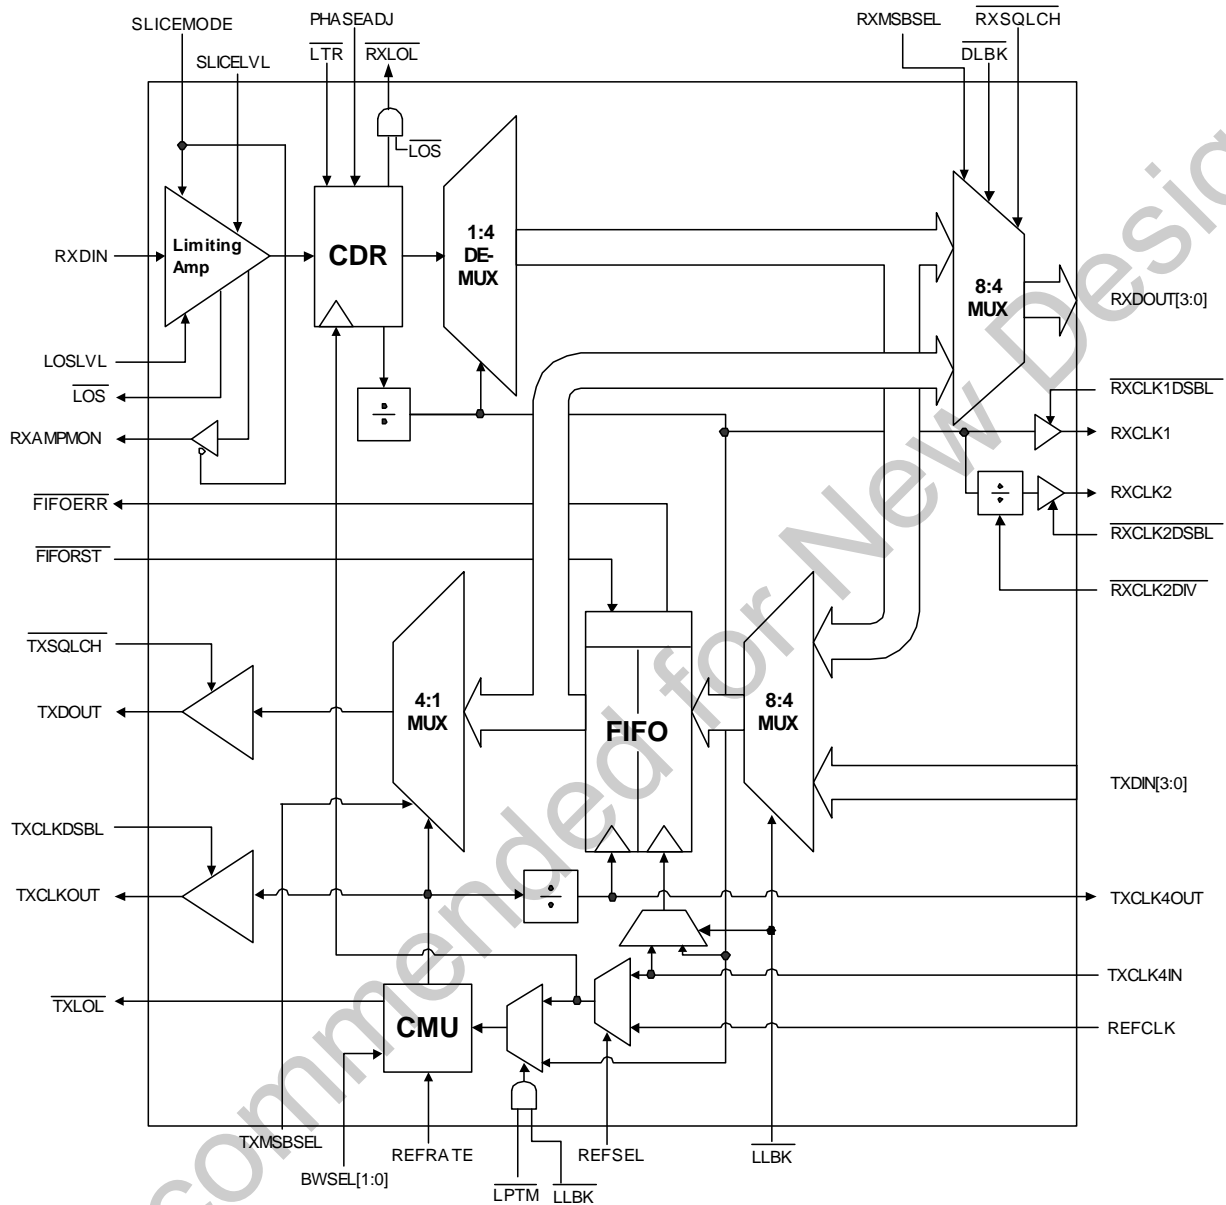 SLICEMODE
PHASEADJ
RXMSBSEL
RXSQLCH
SLICELVL
LTR
RXLOL
DLBK
LOS
RXDIN
Limiting
Amp
CDR
1:4
DE-
MUX
8:4
MUX
RXDOUT[3:0]
LOSLVL
LOS
RXCLK1DSBL
RXAMPMON
RXCLK1
FIFOERR
RXCLK2
FIFORST
RXCLK2DSBL
RXCLK2DIV
TXSQLCH
TXDOUT
4:1
MUX
FIFO
8:4
MUX
TXDIN[3:0]
TXCLKDSBL
TXCLKOUT
TXCLK4OUT
TXCLK4IN
TXLOL
CMU
REFCLK
TXMSBSEL
REFRATE
REFSEL
LLBK
BWSEL[1:0]
LPTM
LLBK
commended for New Desig